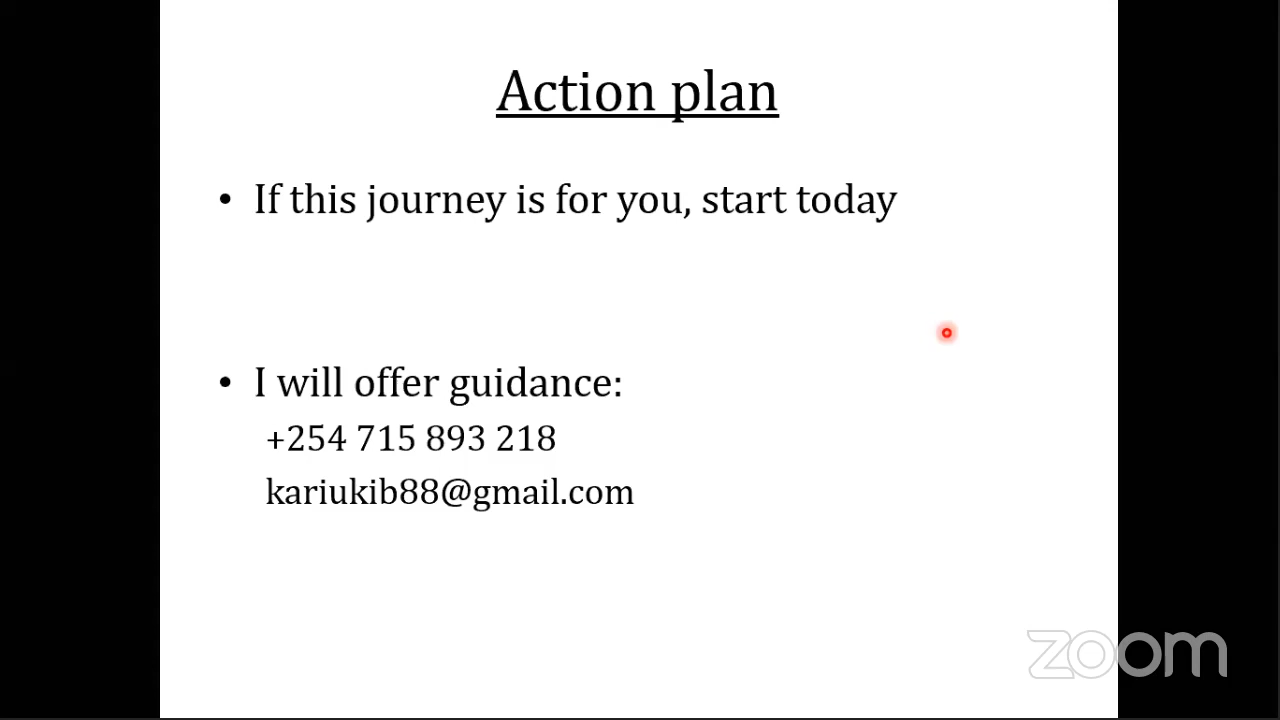 Action plan
• If this journey is for you, start today
• I will offer guidance:
+254 715 893 218
kariukib88@gmail.com
zoom